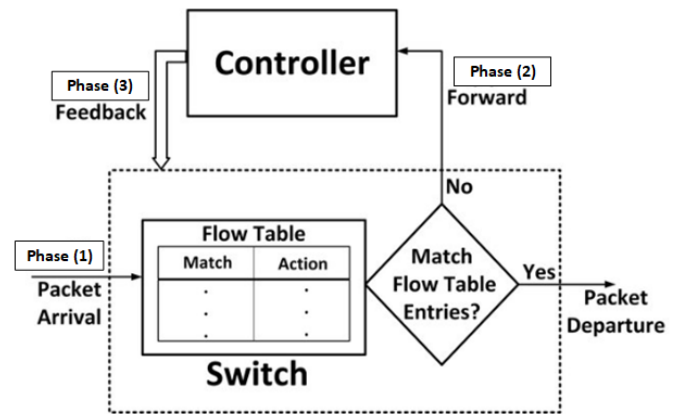 Controller
Phase (3)
Feedback
Phase (2)
Forward
No
Phase (1)
Packet
Arrival
Flow Table
Match Action
Match
Flow Table
Entries?
Yes
Packet
Departure
Switch